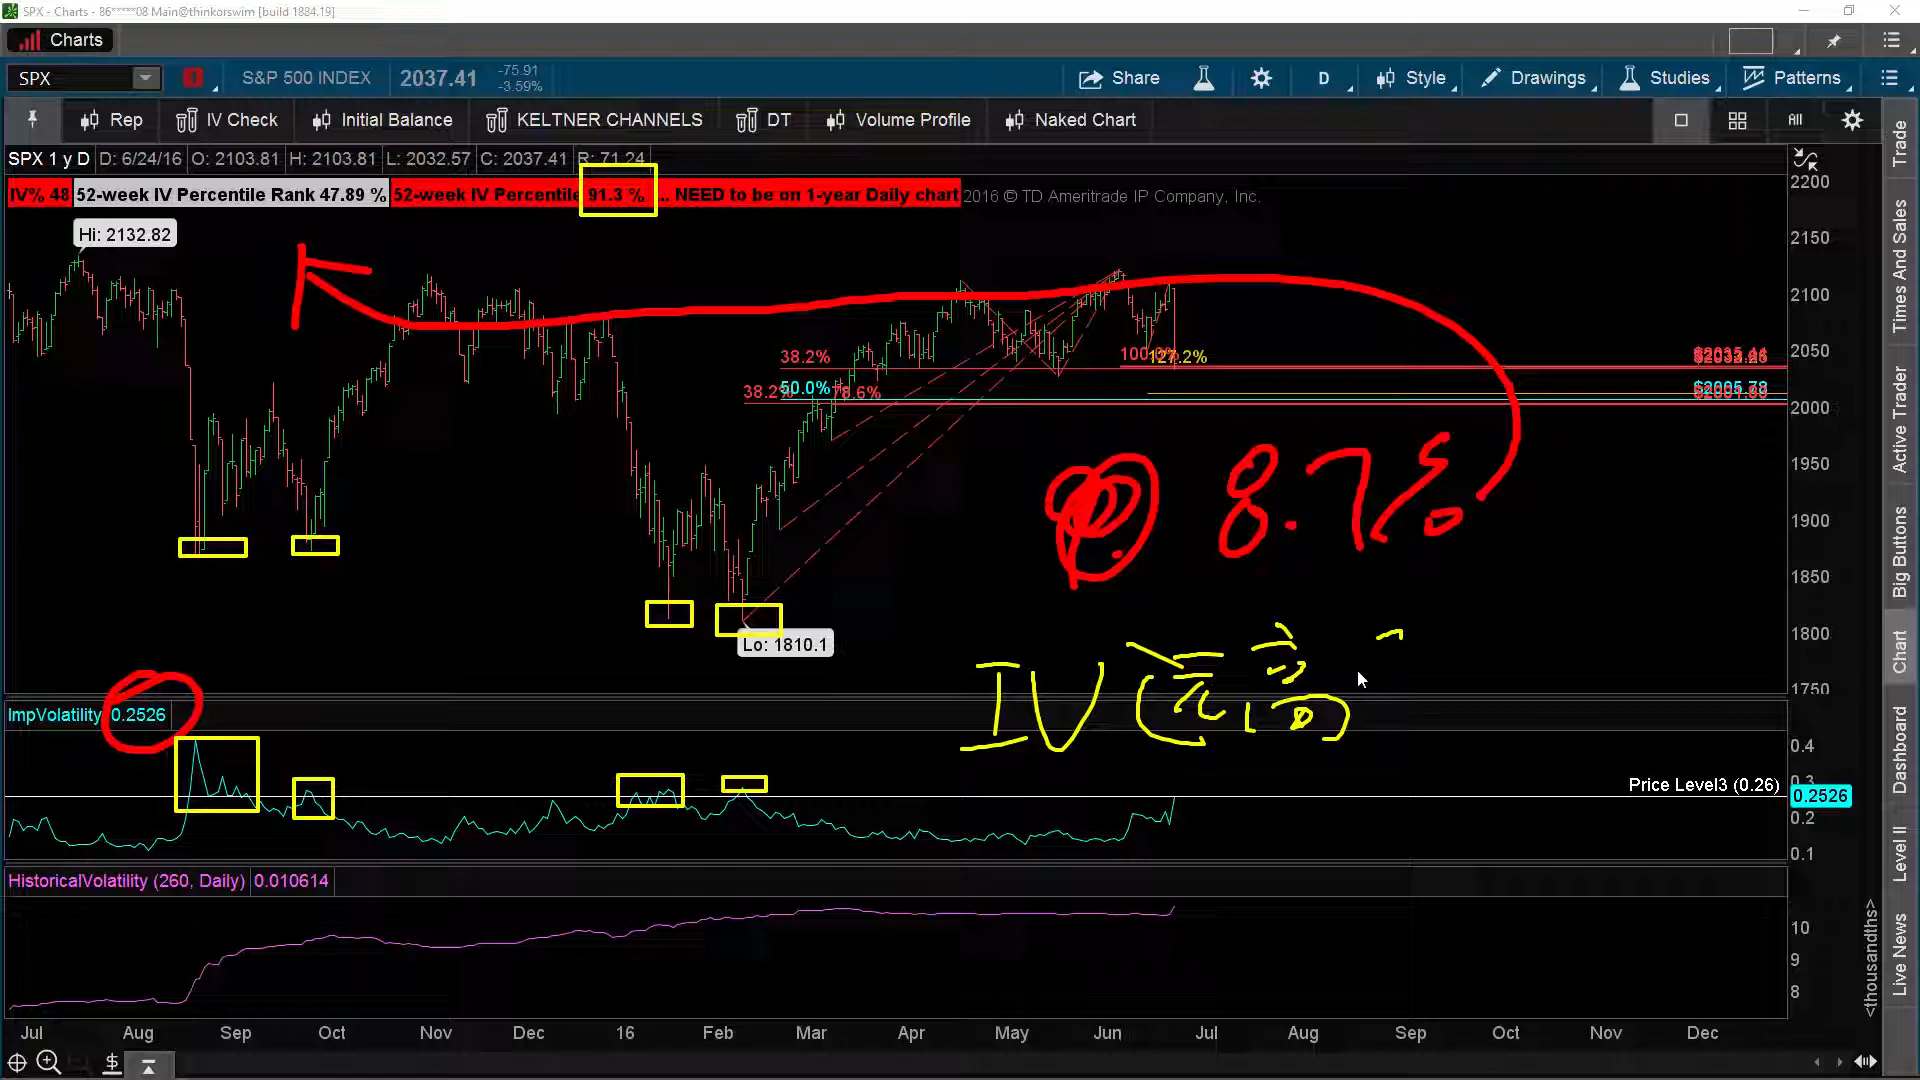 SPX - Charts - 86*****08 Main@thinkorswim [build 1884.19]
Charts
SPX 1 S&P 500 INDEX 2037.41 -75.91 -3.59% Share D Style Drawings Studies Patterns
Rep IV Check Initial Balance KELTNER CHANNELS DT Volume Profile Naked Chart All
SPX 1 y D D: 6/24/16 O: 2103.81 H: 2103.81 L: 2032.57 C: 2037.41 R: 71.24
IV% 48 52-week IV Percentile Rank 47.89 % 52-week IV Percentile 91.3 % ... NEED to be on 1-year Daily chart 2016 © TD Ameritrade IP Company, Inc.
Hi: 2132.82
2200
2150
2100
2050
2000
1950
1900
1850
1800
1750
38.2% 127.2%
38.2% 50.0% 78.6% $2005.78
8.7%
Lo: 1810.1
IV
ImpVolatility 0.2526
0.4
Price Level3 (0.26) 0.3
0.2526
0.2
0.1
HistoricalVolatility (260, Daily) 0.010614
10
9
8
<thousandths>
Jul Aug Sep Oct Nov Dec 16 Feb Mar Apr May Jun Jul Aug Sep Oct Nov Dec
Trade
Times And Sales
Active Trader
Big Buttons
Chart
Dashboard
Level II
Live News